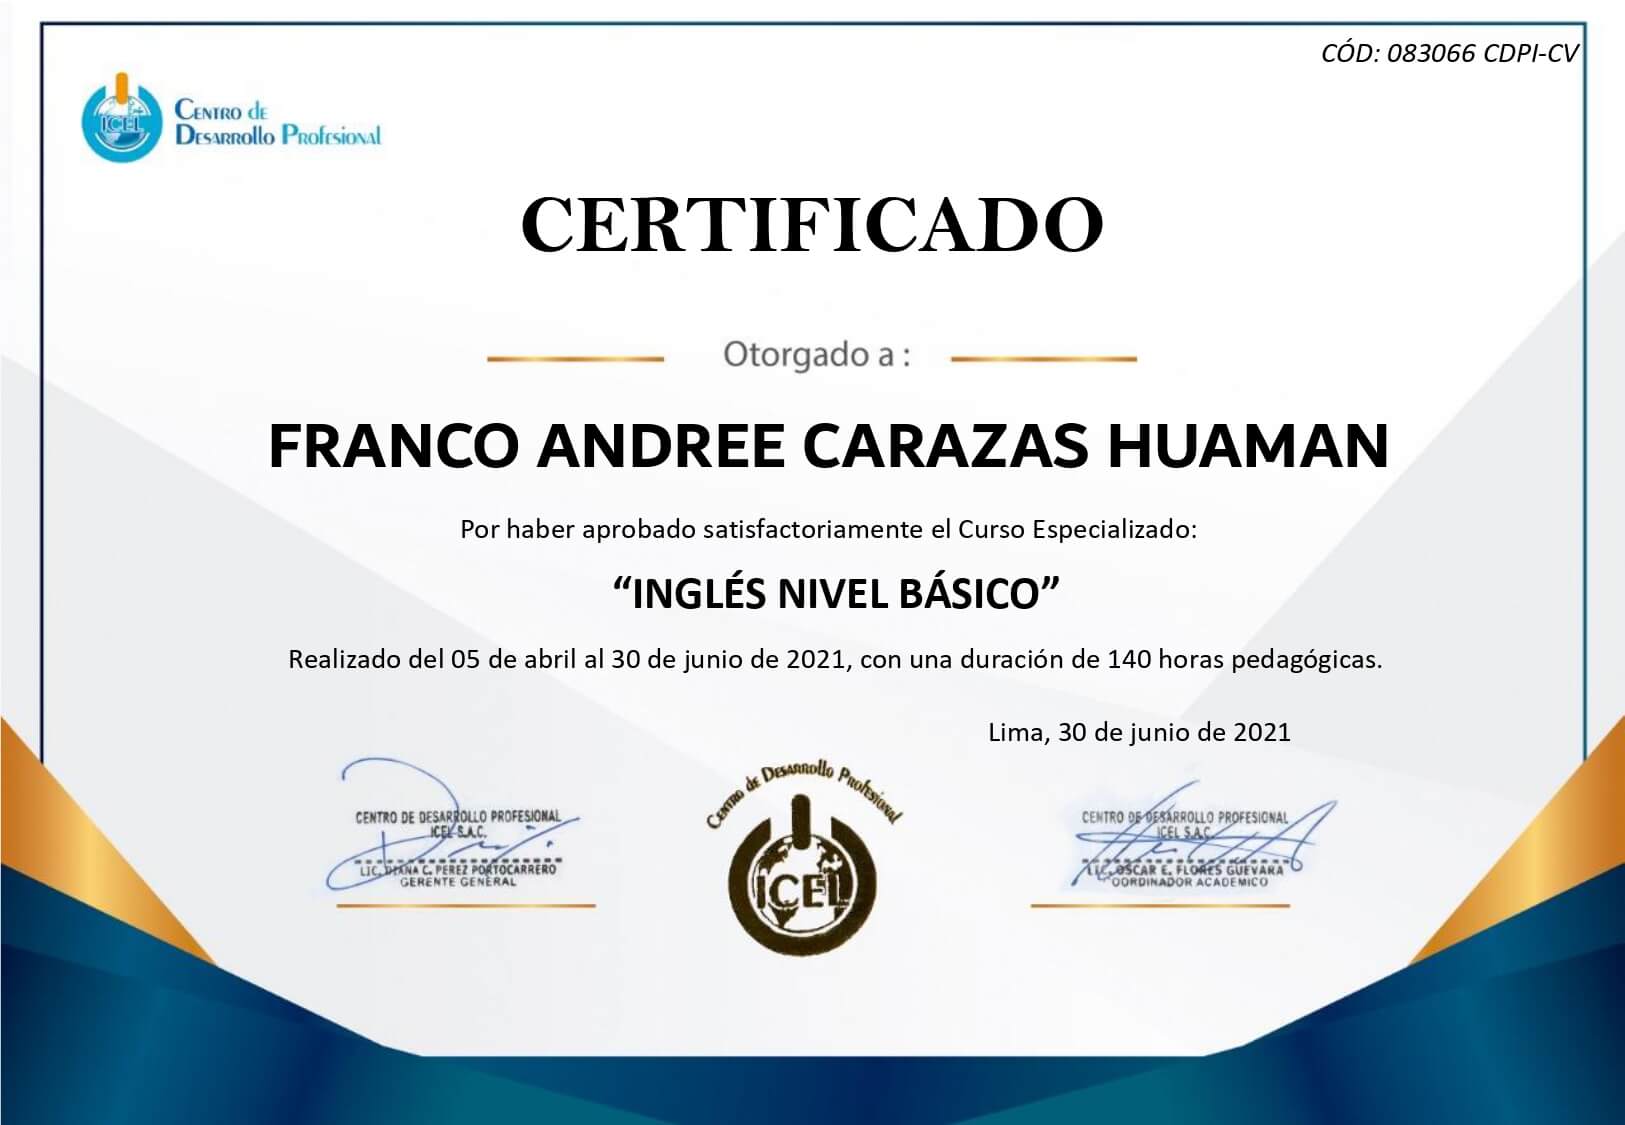 CÓD: 083066 CDPI-CV
ICEL
Centro de
Desarrollo Profesional
CERTIFICADO
Otorgado a :
FRANCO ANDREE CARAZAS HUAMAN
Por haber aprobado satisfactoriamente el Curso Especializado:
“INGLÉS NIVEL BÁSICO”
Realizado del 05 de abril al 30 de junio de 2021, con una duración de 140 horas pedagógicas.
Lima, 30 de junio de 2021
CENTRO DE DESARROLLO PROFESIONAL
ICEL S.A.C.
LIC. DIANA C. PEREZ PORTOCARRERO
GERENTE GENERAL
Centro de Desarrollo Profesional
ICEL
CENTRO DE DESARROLLO PROFESIONAL
ICEL S.A.C.
LIC. OSCAR E. FLORES GUEVARA
COORDINADOR ACADEMICO